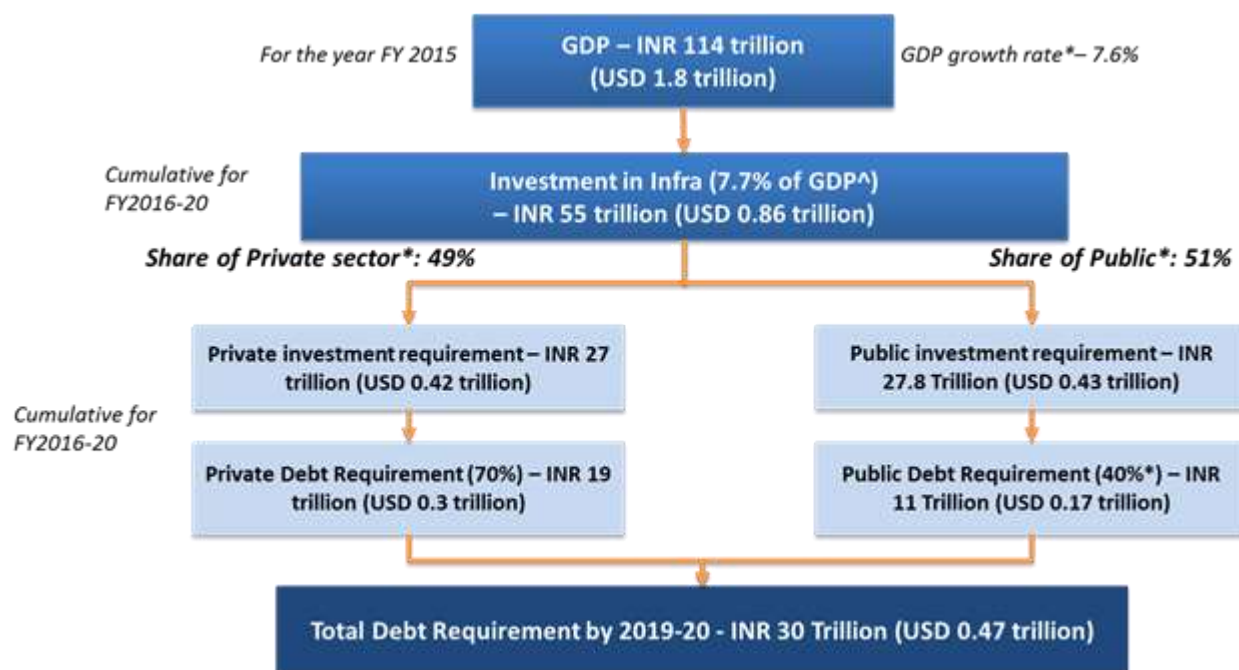 For the year FY 2015
GDP – INR 114 trillion
(USD 1.8 trillion)
GDP growth rate*– 7.6%
Cumulative for
FY2016-20
Investment in Infra (7.7% of GDP^)
– INR 55 trillion (USD 0.86 trillion)
Share of Private sector*: 49%
Share of Public*: 51%
Private investment requirement – INR 27
trillion (USD 0.42 trillion)
Public investment requirement – INR
27.8 Trillion (USD 0.43 trillion)
Cumulative for
FY2016-20
Private Debt Requirement (70%) – INR 19
trillion (USD 0.3 trillion)
Public Debt Requirement (40%*) – INR
11 Trillion (USD 0.17 trillion)
Total Debt Requirement by 2019-20 - INR 30 Trillion (USD 0.47 trillion)